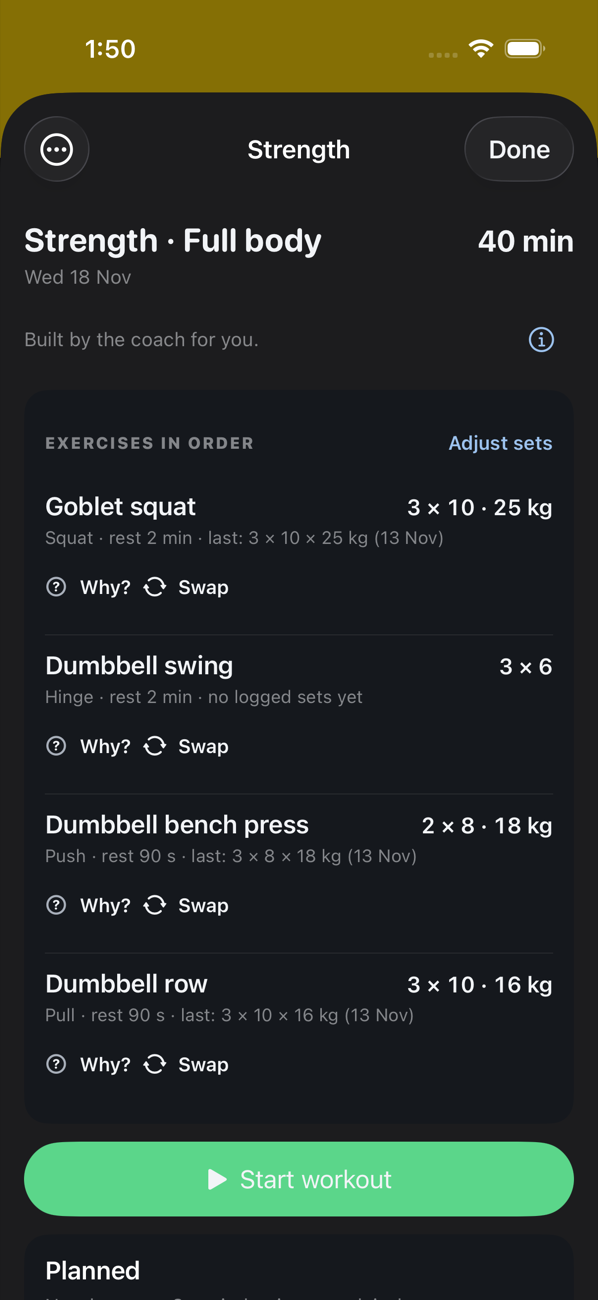 1:50
Strength
Done
Strength · Full body
40 min
Wed 18 Nov
Built by the coach for you.
EXERCISES IN ORDER
Adjust sets
Goblet squat
3 × 10 · 25 kg
Squat · rest 2 min · last: 3 × 10 × 25 kg (13 Nov)
Why? Swap
Dumbbell swing
3 × 6
Hinge · rest 2 min · no logged sets yet
Why? Swap
Dumbbell bench press
2 × 8 · 18 kg
Push · rest 90 s · last: 3 × 8 × 18 kg (13 Nov)
Why? Swap
Dumbbell row
3 × 10 · 16 kg
Pull · rest 90 s · last: 3 × 10 × 16 kg (13 Nov)
Why? Swap
Start workout
Planned